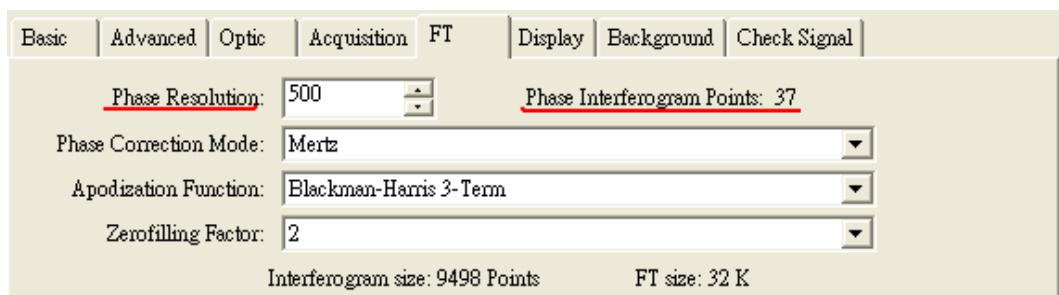 Basic Advanced Optic Acquisition FT Display Background Check Signal
Phase Resolution: 500 Phase Interferogram Points: 37
Phase Correction Mode: Mertz
Apodization Function: Blackman-Harris 3-Term
Zerofilling Factor: 2
Interferogram size: 9498 Points FT size: 32 K